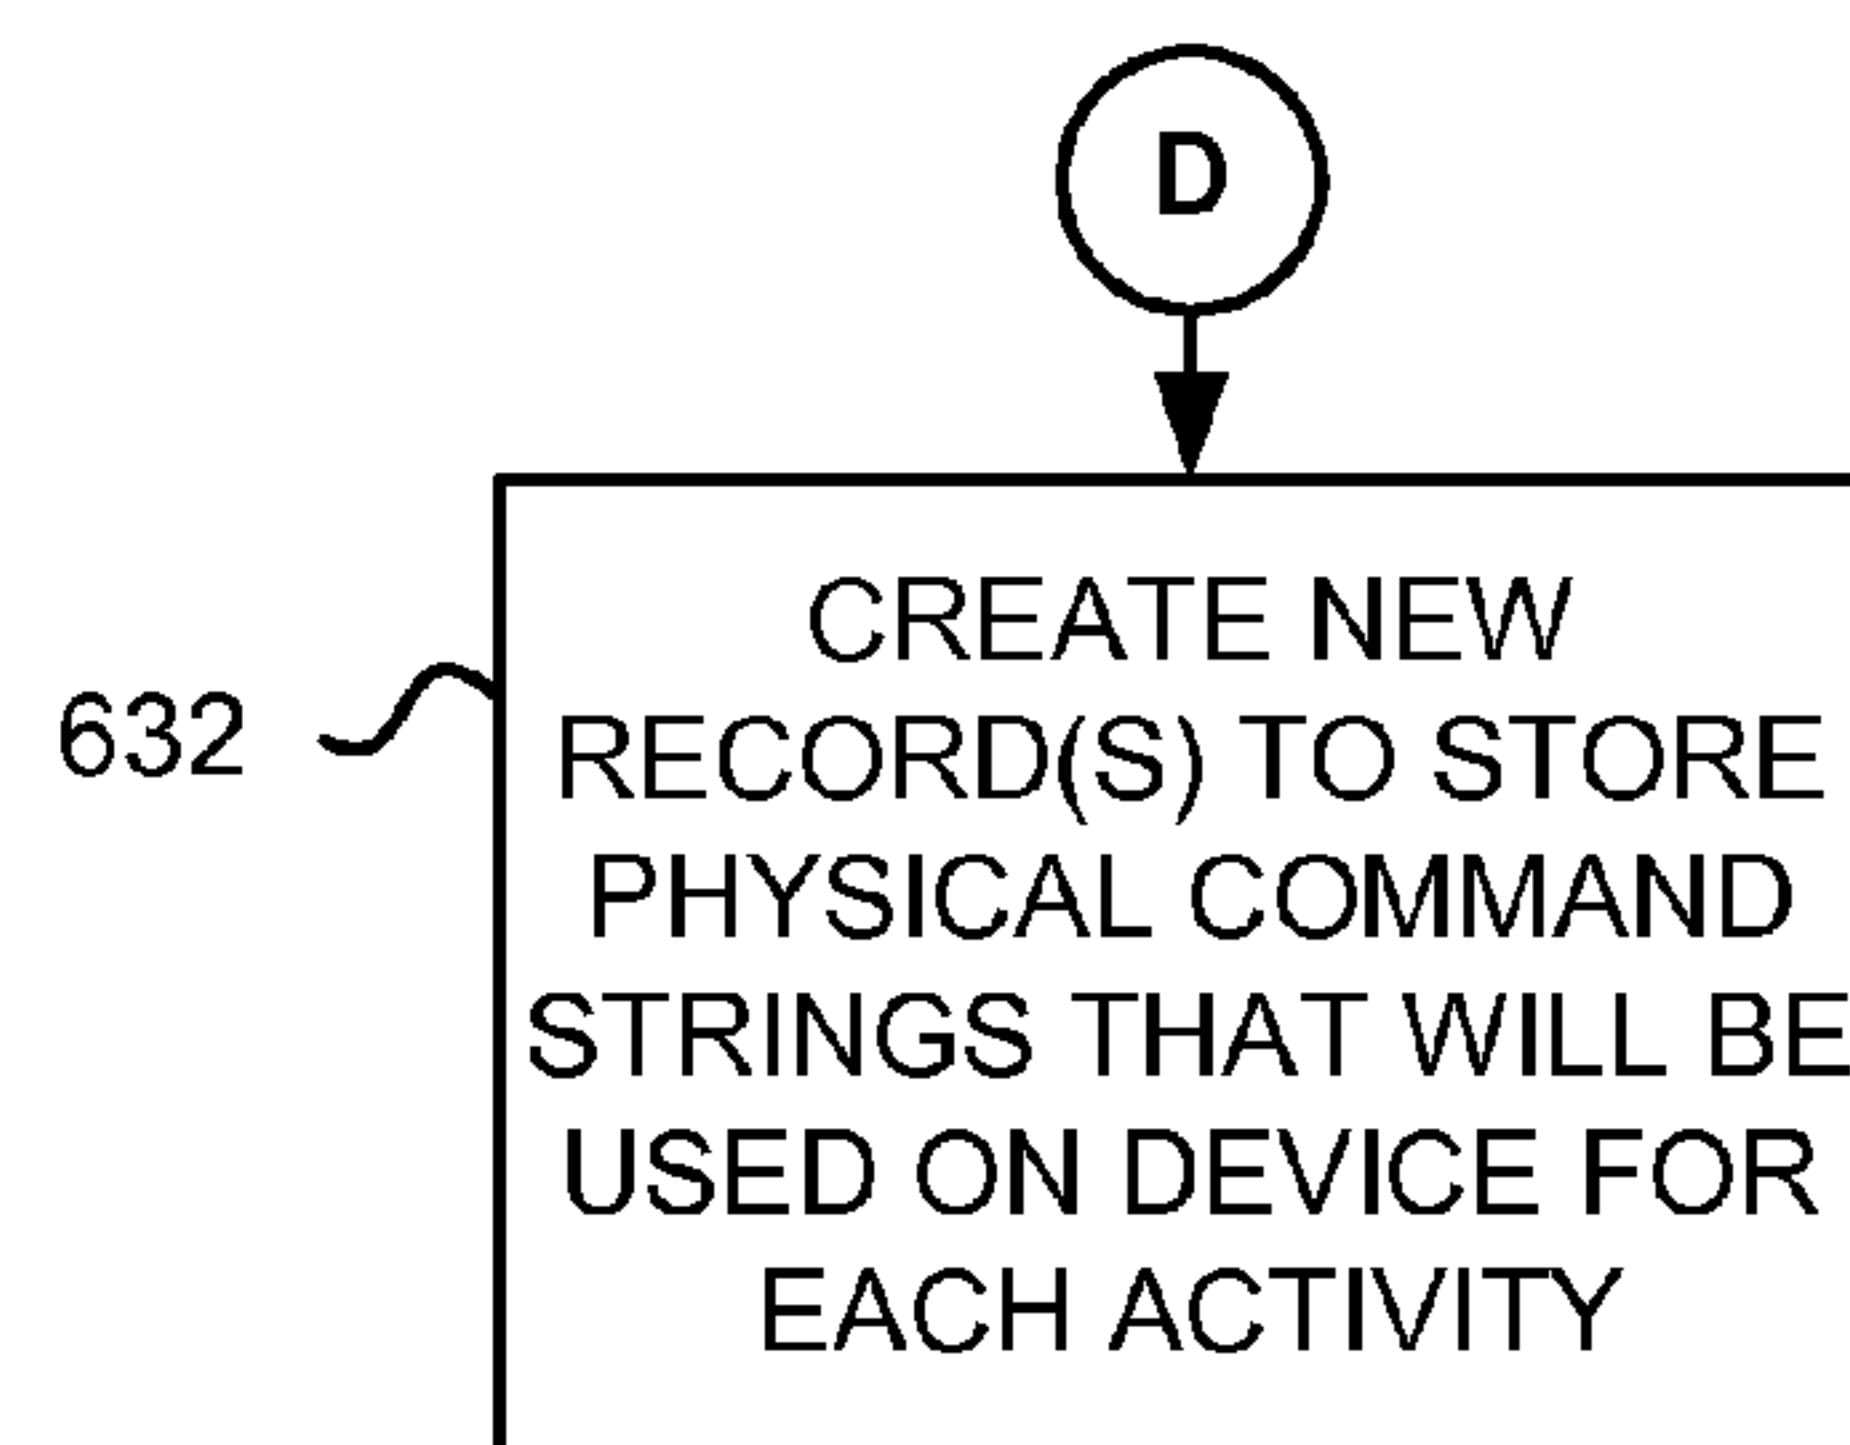 D
CREATE NEW
632
RECORD(S) TO STORE
PHYSICAL COMMAND
STRINGS THAT WILL BE
USED ON DEVICE FOR
EACH ACTIVITY